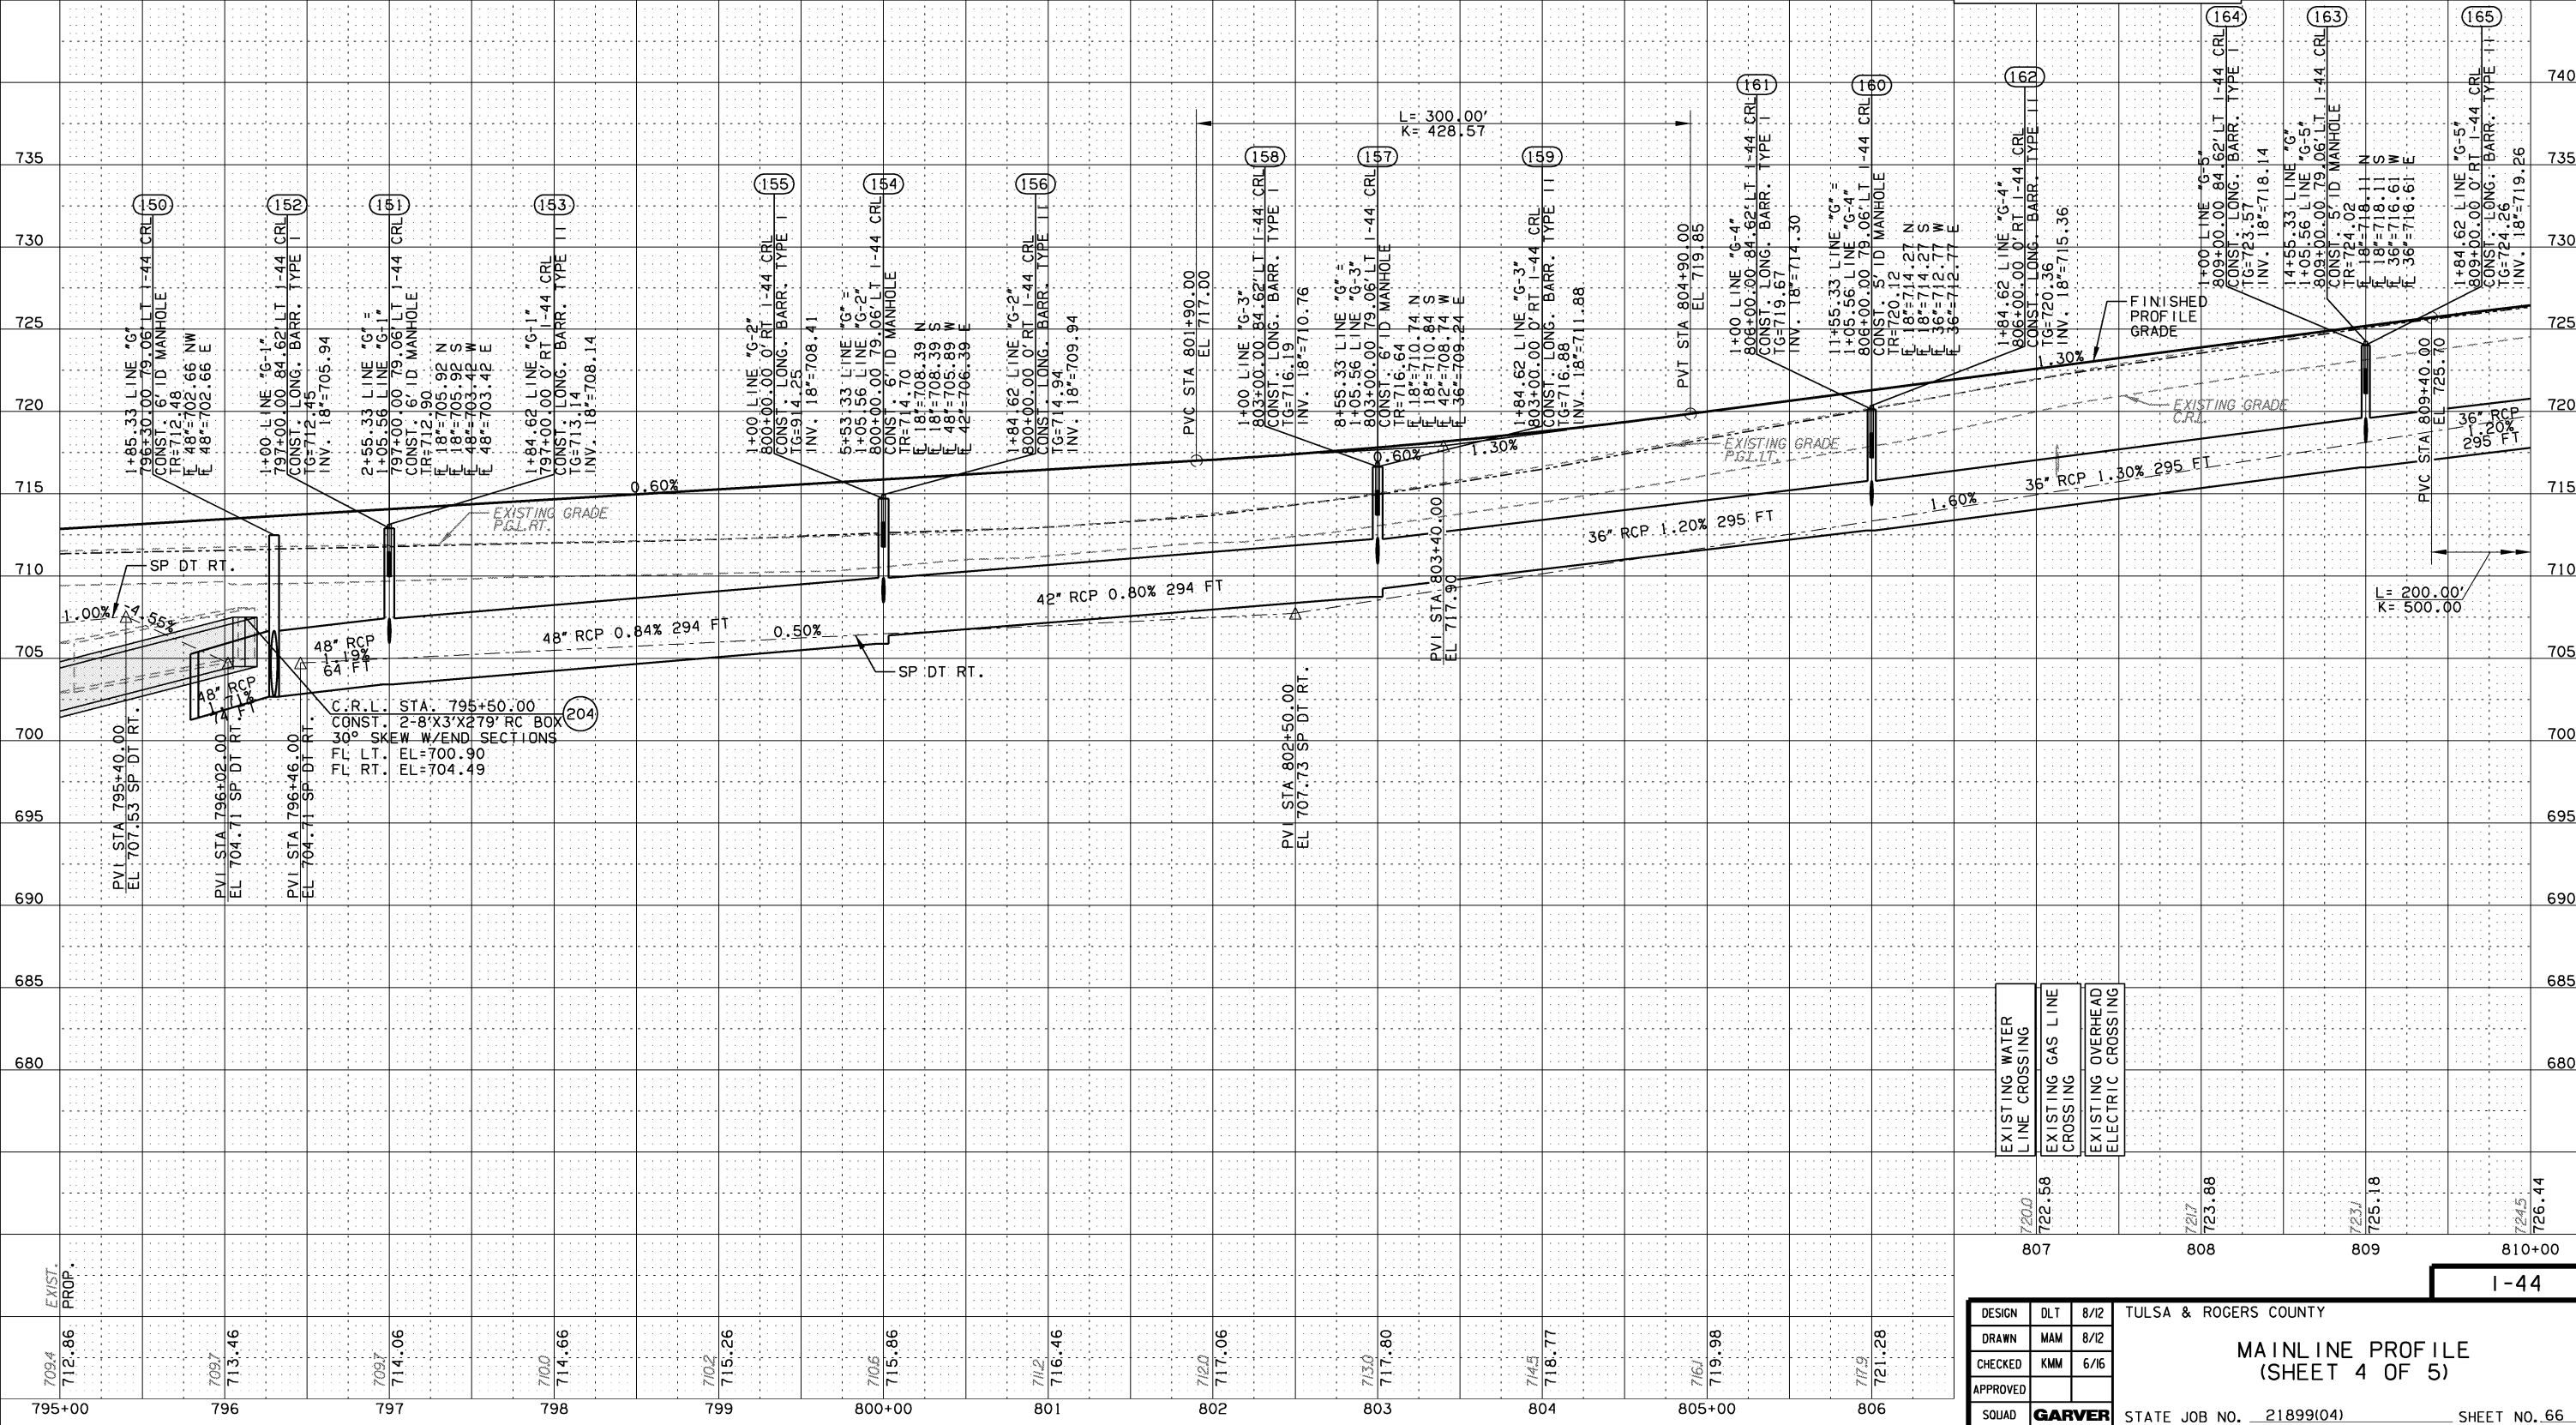 740
735
730
725
720
715
710
705
700
695
690
685
680
740
735
730
725
720
715
710
705
700
695
690
685
680
150
1+85.33 LINE "G"
796+30.00 79.06' LT I-44 CRL
CONST. 6' ID MANHOLE
TR=712.48
FL 48"=702.66 NW
FL 48"=702.66 E
152
1+00 LINE "G-1"
797+00.00 84.62' LT I-44 CRL
CONST. LONG. BARR. TYPE I
TG=712.45
INV. 18"=705.94
151
2+55.33 LINE "G" =
1+05.56 LINE "G-1"
797+00.00 79.06' LT I-44 CRL
CONST. 6' ID MANHOLE
TR=712.90
FL 18"=705.92 N
FL 18"=705.92 S
FL 48"=703.42 W
FL 48"=703.42 E
153
1+84.62 LINE "G-1"
797+00.00 0' RT I-44 CRL
CONST. LONG. BARR. TYPE II
TG=713.14
INV. 18"=708.14
155
1+00 LINE "G-2"
800+00.00 0' RT I-44 CRL
CONST. LONG. BARR. TYPE I
TG=914.25
INV. 18"=708.41
154
5+53.33 LINE "G"=
1+05.56 LINE "G-2"
800+00.00 79.06' LT I-44 CRL
CONST. 6' ID MANHOLE
TR=714.70
FL 18"=708.39 N
FL 18"=708.39 S
FL 48"=705.89 W
FL 42"=706.39 E
156
1+84.62 LINE "G-2"
800+00.00 0' RT I-44 CRL
CONST. LONG. BARR. TYPE II
TG=714.94
INV. 18"=709.94
PVC STA 801+90.00
EL 717.00
L= 300.00'
K= 428.57
158
1+00 LINE "G-3"
803+00.00 84.62' LT I-44 CRL
CONST. LONG. BARR. TYPE I
TG=716.19
INV. 18"=710.76
157
8+55.33 LINE "G"=
1+05.56 LINE "G-3"
803+00.00 79.06' LT I-44 CRL
CONST. 6' ID MANHOLE
TR=716.64
FL 18"=710.74 N
FL 18"=710.84 S
FL 42"=708.74 W
FL 36"=709.24 E
159
1+84.62 LINE "G-3"
803+00.00 0' RT I-44 CRL
CONST. LONG. BARR. TYPE II
TG=716.88
INV. 18"=711.88
PVT STA 804+90.00
EL 719.85
161
1+00 LINE "G-4"
806+00.00 84.62' LT I-44 CRL
CONST. LONG. BARR. TYPE I
TG=719.67
INV. 18"=714.30
160
11+55.33 LINE "G"=
1+05.56 LINE "G-4"
806+00.00 79.06' LT I-44 CRL
CONST. 5' ID MANHOLE
TR=720.12
FL 18"=714.27 N
FL 18"=714.27 S
FL 36"=712.77 W
FL 36"=712.77 E
162
1+84.62 LINE "G-4"
806+00.00 0' RT I-44 CRL
CONST. LONG. BARR. TYPE II
TG=720.36
INV. 18"=715.36
164
1+00 LINE "G-5"
809+00.00 84.62' LT I-44 CRL
CONST. LONG. BARR. TYPE I
TG=723.57
INV. 18"=718.14
163
14+55.33 LINE "G"
1+05.56 LINE "G-5"
809+00.00 79.06' LT I-44 CRL
CONST. 5' ID MANHOLE
TR=724.02
FL 18"=718.11 N
FL 18"=718.11 S
FL 36"=716.61 W
FL 36"=716.61 E
165
1+84.62 LINE "G-5"
809+00.00 0' RT I-44 CRL
CONST. LONG. BARR. TYPE II
TG=724.26
INV. 18"=719.26
FINISHED
PROFILE
GRADE
1.30%
EXISTING GRADE
C.R.L.
EXISTING GRADE
P.G.L.LT.
EXISTING GRADE
P.G.L.RT.
0.60%
0.60%
1.30%
36" RCP
1.20%
295 FT
36" RCP 1.30% 295 FT
1.60%
36" RCP 1.20% 295 FT
42" RCP 0.80% 294 FT
48" RCP 0.84% 294 FT
0.50%
48" RCP
1.19%
64 FT
48" RCP
1.71%
14 FT
SP DT RT.
1.00%
-4.55%
SP DT RT.
C.R.L. STA. 795+50.00
CONST. 2-8'X3'X279' RC BOX
30° SKEW W/END SECTIONS
FL LT. EL=700.90
FL RT. EL=704.49
204
PVI STA 795+40.00
EL 707.53 SP DT RT.
PVI STA 796+02.00
EL 704.71 SP DT RT.
PVI STA 796+46.00
EL 704.71 SP DT RT.
PVI STA 802+50.00
EL 707.73 SP DT RT.
PVI STA 803+40.00
EL 717.90
PVC STA 809+40.00
EL 725.70
L= 200.00'
K= 500.00
EXISTING WATER
LINE CROSSING
EXISTING GAS LINE
CROSSING
EXISTING OVERHEAD
ELECTRIC CROSSING
720.0
722.58
721.7
723.88
723.1
725.18
724.5
726.44
807
808
809
810+00
EXIST.
PROP.
709.4
712.86
709.7
713.46
709.7
714.06
710.0
714.66
710.2
715.26
710.6
715.86
711.2
716.46
712.0
717.06
713.0
717.80
714.5
718.77
716.1
719.98
717.9
721.28
795+00
796
797
798
799
800+00
801
802
803
804
805+00
806
I-44
DESIGN DLT 8/12
DRAWN MAM 8/12
CHECKED KMM 6/16
APPROVED
SQUAD GARVER
TULSA & ROGERS COUNTY
MAINLINE PROFILE
(SHEET 4 OF 5)
STATE JOB NO. 21899(04) SHEET NO. 66